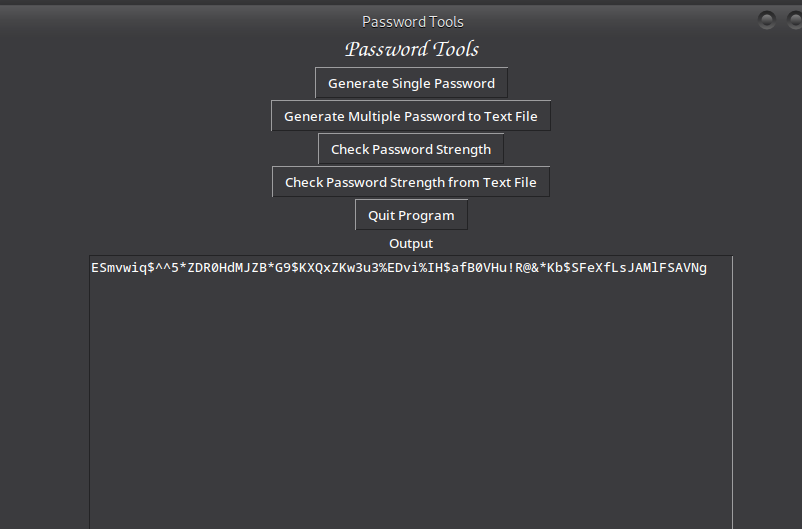 Password Tools
Password Tools
Generate Single Password
Generate Multiple Password to Text File
Check Password Strength
Check Password Strength from Text File
Quit Program
Output
ESmvwiq$^^5*ZDR0HdMJZB*G9$KXQxZKw3u3%EDvi%IH$afB0VHu!R@&*Kb$SFeXfLsJAMlFSAVNg